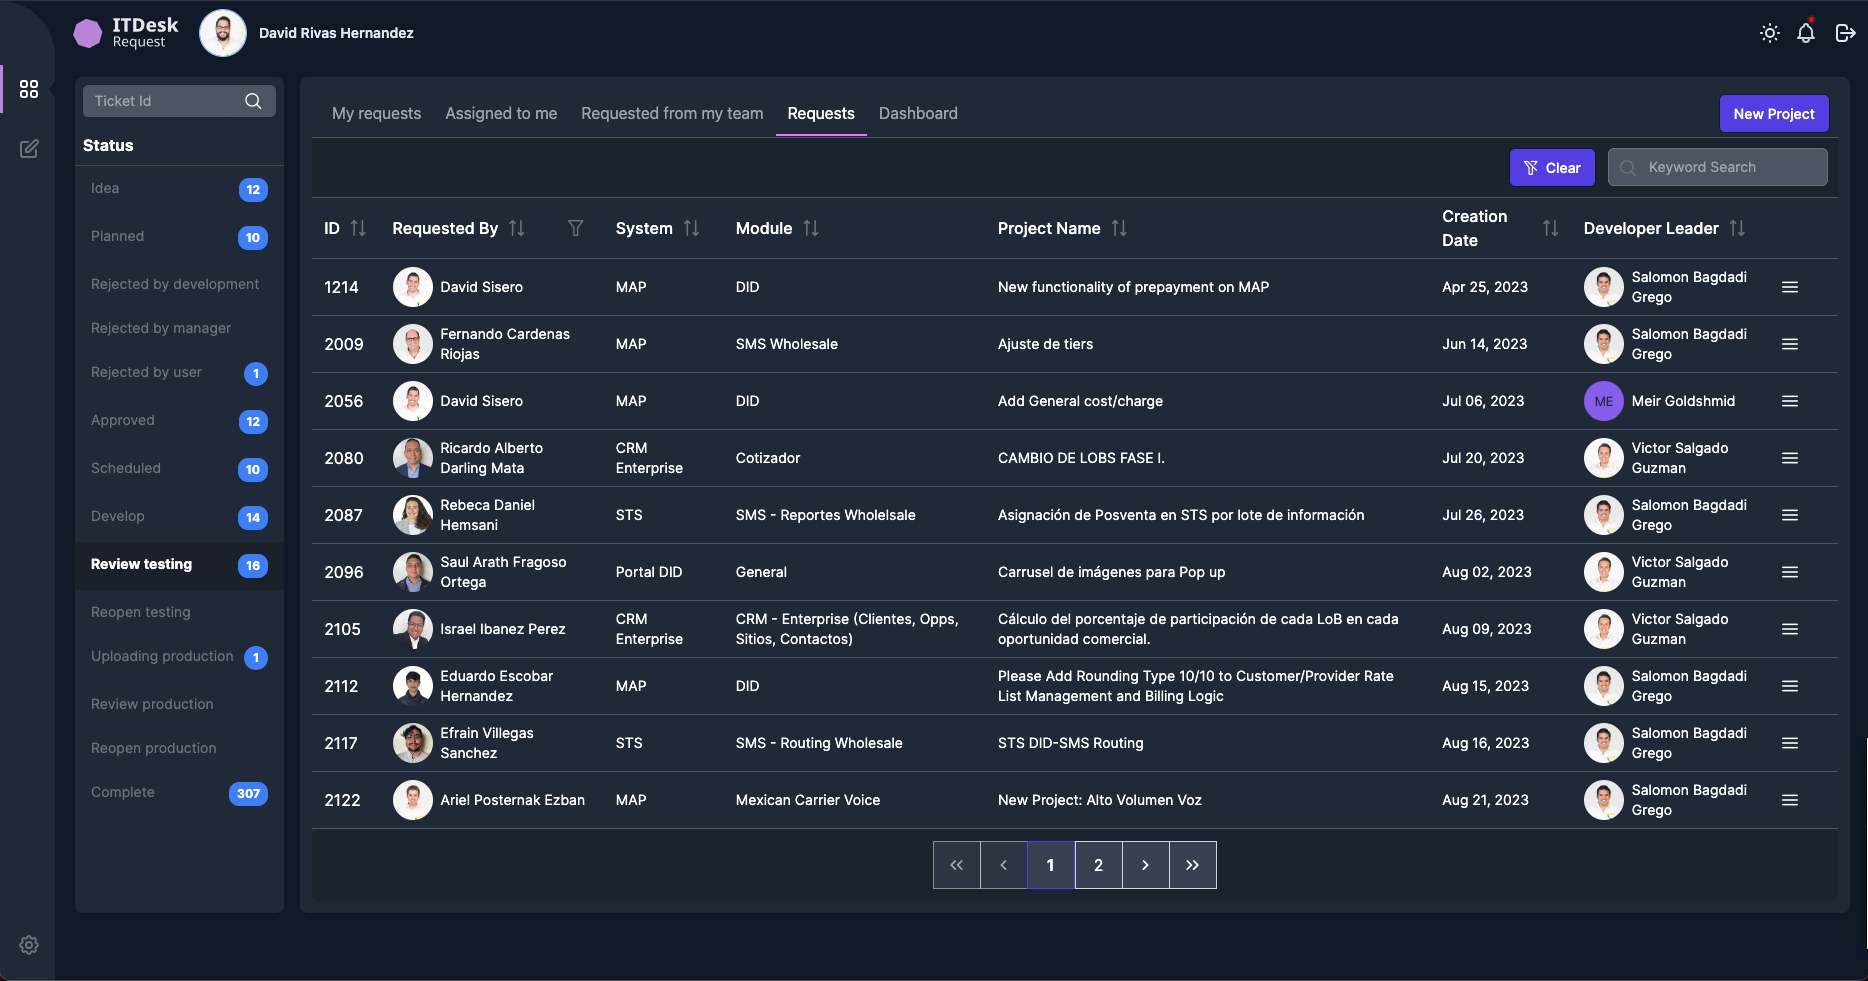 ITDesk
Request
David Rivas Hernandez
Ticket Id
Status
Idea 12
Planned 10
Rejected by development
Rejected by manager
Rejected by user 1
Approved 12
Scheduled 10
Develop 14
Review testing 16
Reopen testing
Uploading production 1
Review production
Reopen production
Complete 307
My requests Assigned to me Requested from my team Requests Dashboard
New Project
Clear
Keyword Search
ID Requested By System Module Project Name Creation Date Developer Leader
1214 David Sisero MAP DID New functionality of prepayment on MAP Apr 25, 2023 Salomon Bagdadi Grego
2009 Fernando Cardenas Riojas MAP SMS Wholesale Ajuste de tiers Jun 14, 2023 Salomon Bagdadi Grego
2056 David Sisero MAP DID Add General cost/charge Jul 06, 2023 ME Meir Goldshmid
2080 Ricardo Alberto Darling Mata CRM Enterprise Cotizador CAMBIO DE LOBS FASE I. Jul 20, 2023 Victor Salgado Guzman
2087 Rebeca Daniel Hemsani STS SMS - Reportes Wholelsale Asignación de Posventa en STS por lote de información Jul 26, 2023 Salomon Bagdadi Grego
2096 Saul Arath Fragoso Ortega Portal DID General Carrusel de imágenes para Pop up Aug 02, 2023 Victor Salgado Guzman
2105 Israel Ibanez Perez CRM Enterprise CRM - Enterprise (Clientes, Opps, Sitios, Contactos) Cálculo del porcentaje de participación de cada LoB en cada oportunidad comercial. Aug 09, 2023 Victor Salgado Guzman
2112 Eduardo Escobar Hernandez MAP DID Please Add Rounding Type 10/10 to Customer/Provider Rate List Management and Billing Logic Aug 15, 2023 Salomon Bagdadi Grego
2117 Efrain Villegas Sanchez STS SMS - Routing Wholesale STS DID-SMS Routing Aug 16, 2023 Salomon Bagdadi Grego
2122 Ariel Posternak Ezban MAP Mexican Carrier Voice New Project: Alto Volumen Voz Aug 21, 2023 Salomon Bagdadi Grego
1 2